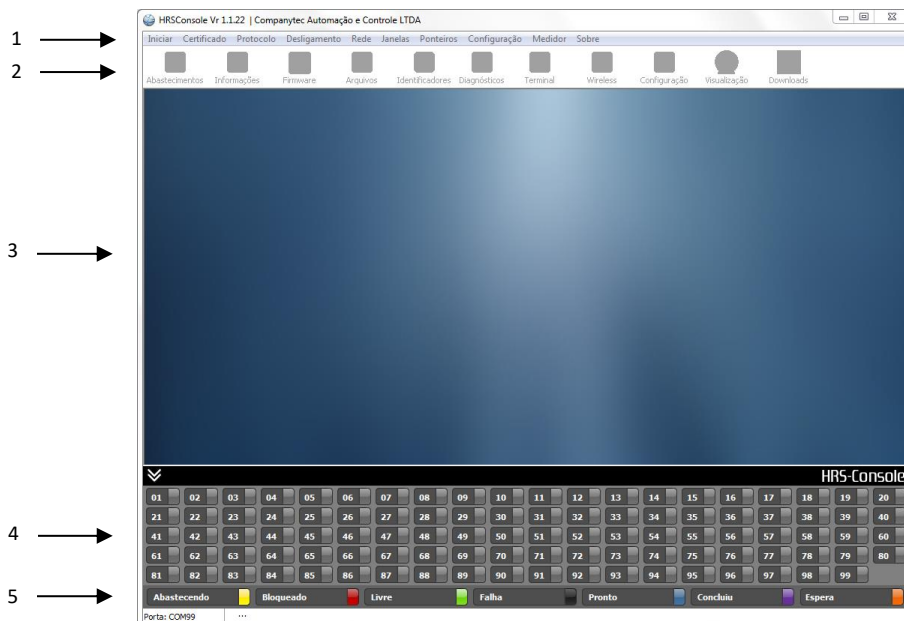 HRSConsole Vr 1.1.22 | Companytec Automação e Controle LTDA
1
Iniciar Certificado Protocolo Desligamento Rede Janelas Ponteiros Configuração Medidor Sobre
2
Abastecimentos Informações Firmware Arquivos Identificadores Diagnósticos Terminal Wireless Configuração Visualização Downloads
3
HRS-Console
01 02 03 04 05 06 07 08 09 10 11 12 13 14 15 16 17 18 19 20
21 22 23 24 25 26 27 28 29 30 31 32 33 34 35 36 37 38 39 40
4
41 42 43 44 45 46 47 48 49 50 51 52 53 54 55 56 57 58 59 60
61 62 63 64 65 66 67 68 69 70 71 72 73 74 75 76 77 78 79 80
81 82 83 84 85 86 87 88 89 90 91 92 93 94 95 96 97 98 99
5
Abastecendo Bloqueado Livre Falha Pronto Concluiu Espera
Porta: COM99 ...